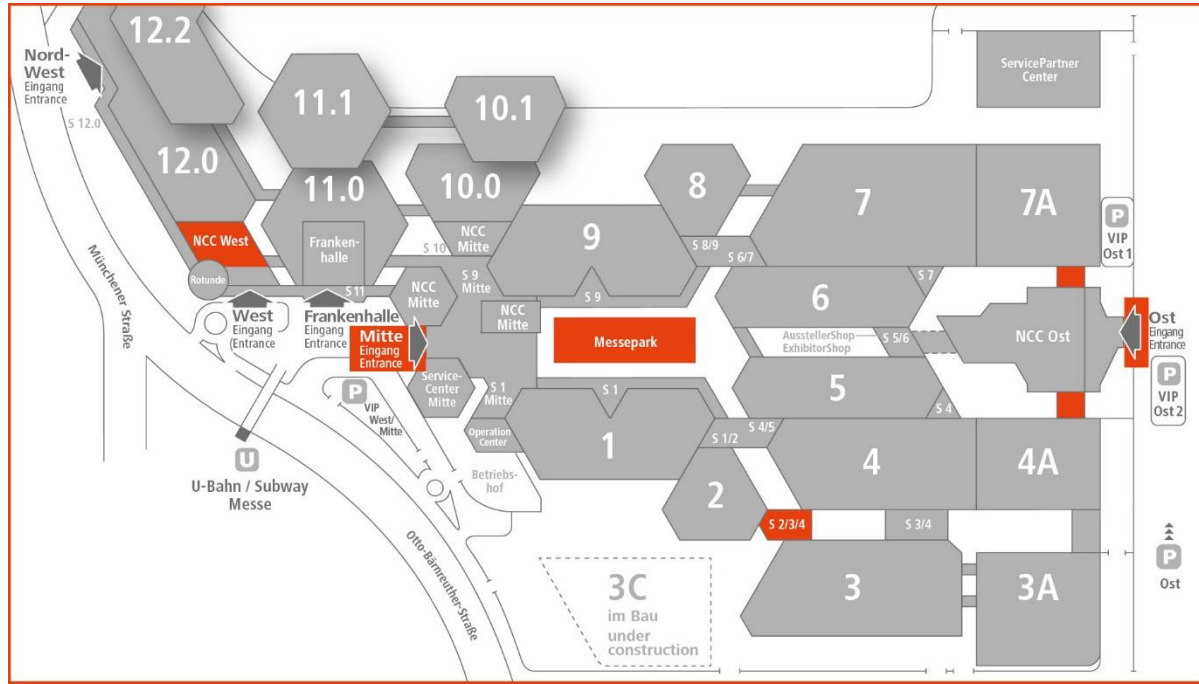 12.2
Nord-
West
Eingang
Entrance
S 12.0
12.0
11.1
10.1
11.0
10.0
8
7
7A
ServicePartner
Center
P
VIP
Ost 1
NCC West
Franken-
halle
S 10
NCC
Mitte
9
S 8/9
S 6/7
S 7
Rotunde
S 11
NCC
Mitte
S 9
Mitte
S 9
NCC
Mitte
6
West
Eingang
Entrance
Frankenhalle
Eingang
Entrance
Mitte
Eingang
Entrance
Messepark
AusstellerShop
ExhibitorShop
S 5/6
NCC Ost
Ost
Eingang
Entrance
P
VIP
Ost 2
Münchener Straße
Service-
Center
Mitte
S 1
Mitte
S 1
5
S 4
P
VIP
West/
Mitte
Operation
Center
1
S 1/2
S 4/5
4
4A
U
U-Bahn / Subway
Messe
Betriebs-
hof
2
S 2/3/4
S 3/4
P
Ost
Otto-Bärnreuther-Straße
3C
im Bau
under
construction
3
3A